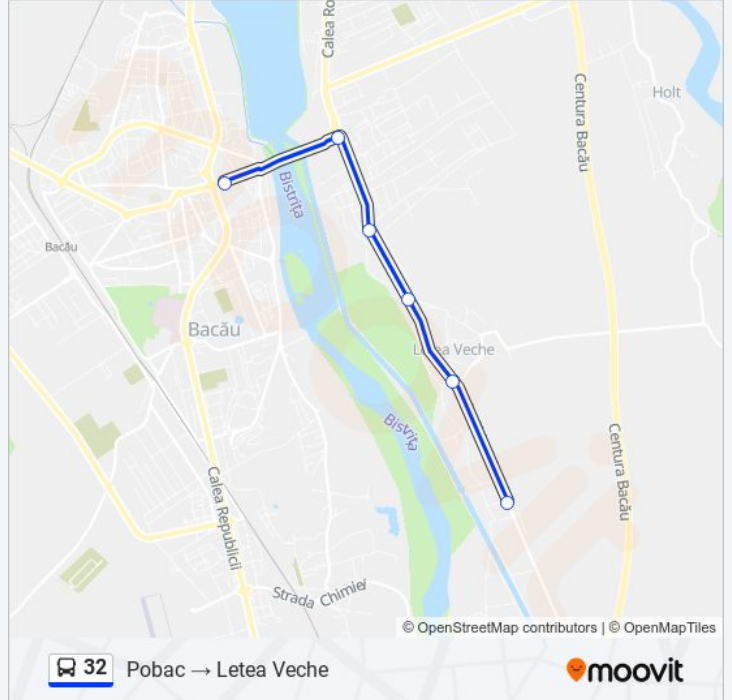 Calea Ro
Centura Bacău
Holt
Bistrița
Bacău
Bacău
Letea Veche
Bistrița
Centura Bacău
Calea Republicii
Strada Chimiei
© OpenStreetMap contributors | © OpenMapTiles
32 Pobac → Letea Veche
moovit